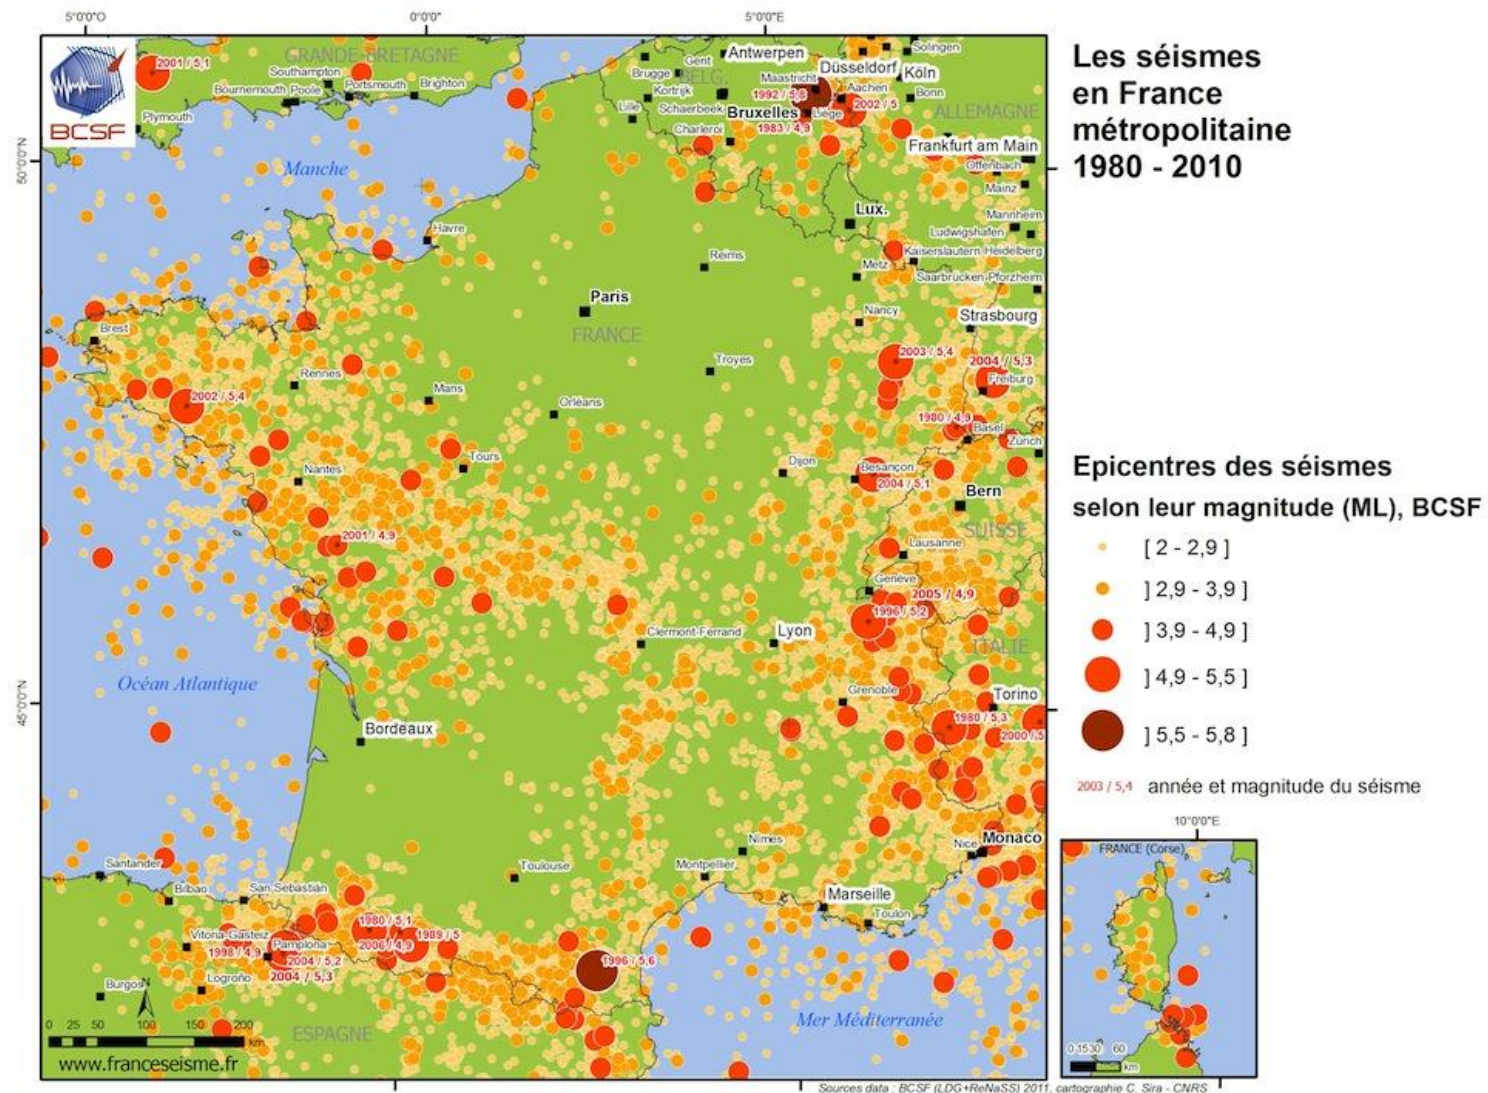 5°0'0"O
0°0'0"
5°0'0"E
50°0'0"N
45°0'0"N
BCSF
2001 / 5,1
GRANDE-BRETAGNE
Southampton
Bournemouth
Poole
Portsmouth
Brighton
Plymouth
Manche
Havre
Antwerpen
Gent
Brugge
BELG.
Kortrijk
Lille
Schaerbeek
Maastricht
1992 / 5,8
Bruxelles
Liège
Charleroi
1983 / 4,9
Düsseldorf
Solingen
Köln
Aachen
Bonn
2002 / 5
ALLEMAGNE
Frankfurt am Main
Offenbach
Mainz
Lux.
Mannheim
Ludwigshafen
Kaiserslautern
Heidelberg
Metz
Saarbrücken
Pforzheim
Reims
Paris
FRANCE
Nancy
Strasbourg
Brest
Rennes
Mans
Troyes
Orléans
2003 / 5,4
2004 / 5,3
Freiburg
2002 / 5,4
1980 / 4,9
Basel
Zürich
Nantes
Tours
Dijon
Besançon
2004 / 5,1
Bern
SUISSE
2001 / 4,9
Lausanne
Genève
2005 / 4,9
1996 / 5,2
Clermont-Ferrand
Lyon
ITALIE
Océan Atlantique
Grenoble
Torino
Bordeaux
1980 / 5,3
2000 / 5
Nîmes
Nice
Monaco
Santander
Toulouse
Montpellier
Bilbao
San Sebastián
Marseille
Toulon
Vitoria-Gasteiz
1998 / 4,9
Pamplona
1980 / 5,1
2006 / 4,9
1989 / 5
2004 / 5,2
2004 / 5,3
1996 / 5,6
Logroño
Burgos
N
ESPAGNE
Mer Méditerranée
0 25 50 100 150 200
km
www.franceseisme.fr
Les séismes
en France
métropolitaine
1980 - 2010
Epicentres des séismes
selon leur magnitude (ML), BCSF
[ 2 - 2,9 ]
] 2,9 - 3,9 ]
] 3,9 - 4,9 ]
] 4,9 - 5,5 ]
] 5,5 - 5,8 ]
2003 / 5,4 année et magnitude du séisme
10°0'0"E
FRANCE (Corse)
0 15 30 60
km
Sources data : BCSF (LDG+ReNaSS) 2011, cartographie C. Sira - CNRS